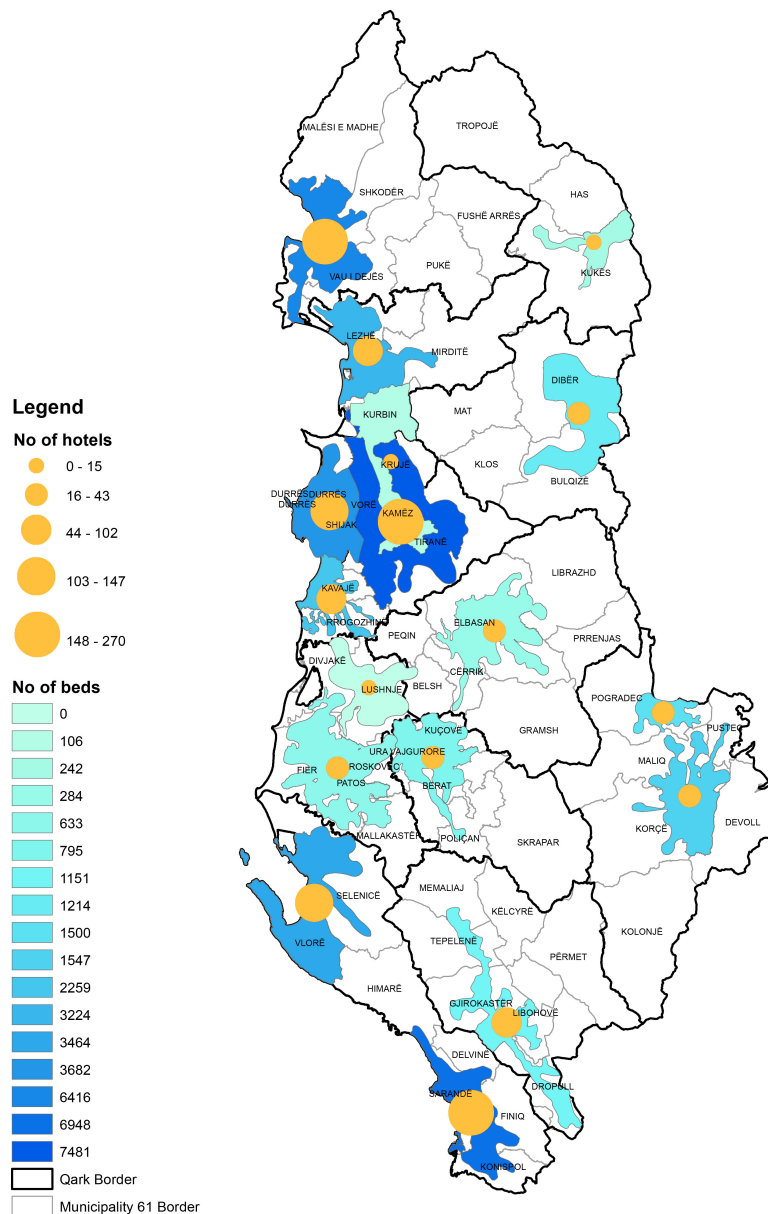 MALËSI E MADHE
TROPOJË
SHKODËR
HAS
FUSHË ARRËS
PUKË
KUKËS
VAU I DEJËS
LEZHË
MIRDITË
DIBËR
KURBIN
MAT
KLOS
KRUJË
BULQIZË
DURRËS
DURRËS
DURRËS
VORË
KAMËZ
SHIJAK
TIRANË
LIBRAZHD
KAVAJË
RROGOZHINË
PEQIN
ELBASAN
PRRENJAS
DIVJAKË
CËRRIK
LUSHNJE
BELSH
POGRADEC
GRAMSH
PUSTEC
KUÇOVË
URA VAJGURORE
MALIQ
ROSKOVEC
FIER
PATOS
BERAT
KORÇË
DEVOLL
MALLAKASTËR
POLIÇAN
SKRAPAR
MEMALIAJ
SELENICË
KËLCYRË
KOLONJË
VLORË
TEPELENË
PËRMET
HIMARË
GJIROKASTËR
LIBOHOVË
DELVINË
DROPULL
SARANDË
FINIQ
KONISPOL
Legend
No of hotels
0 - 15
16 - 43
44 - 102
103 - 147
148 - 270
No of beds
0
106
242
284
633
795
1151
1214
1500
1547
2259
3224
3464
3682
6416
6948
7481
Qark Border
Municipality 61 Border